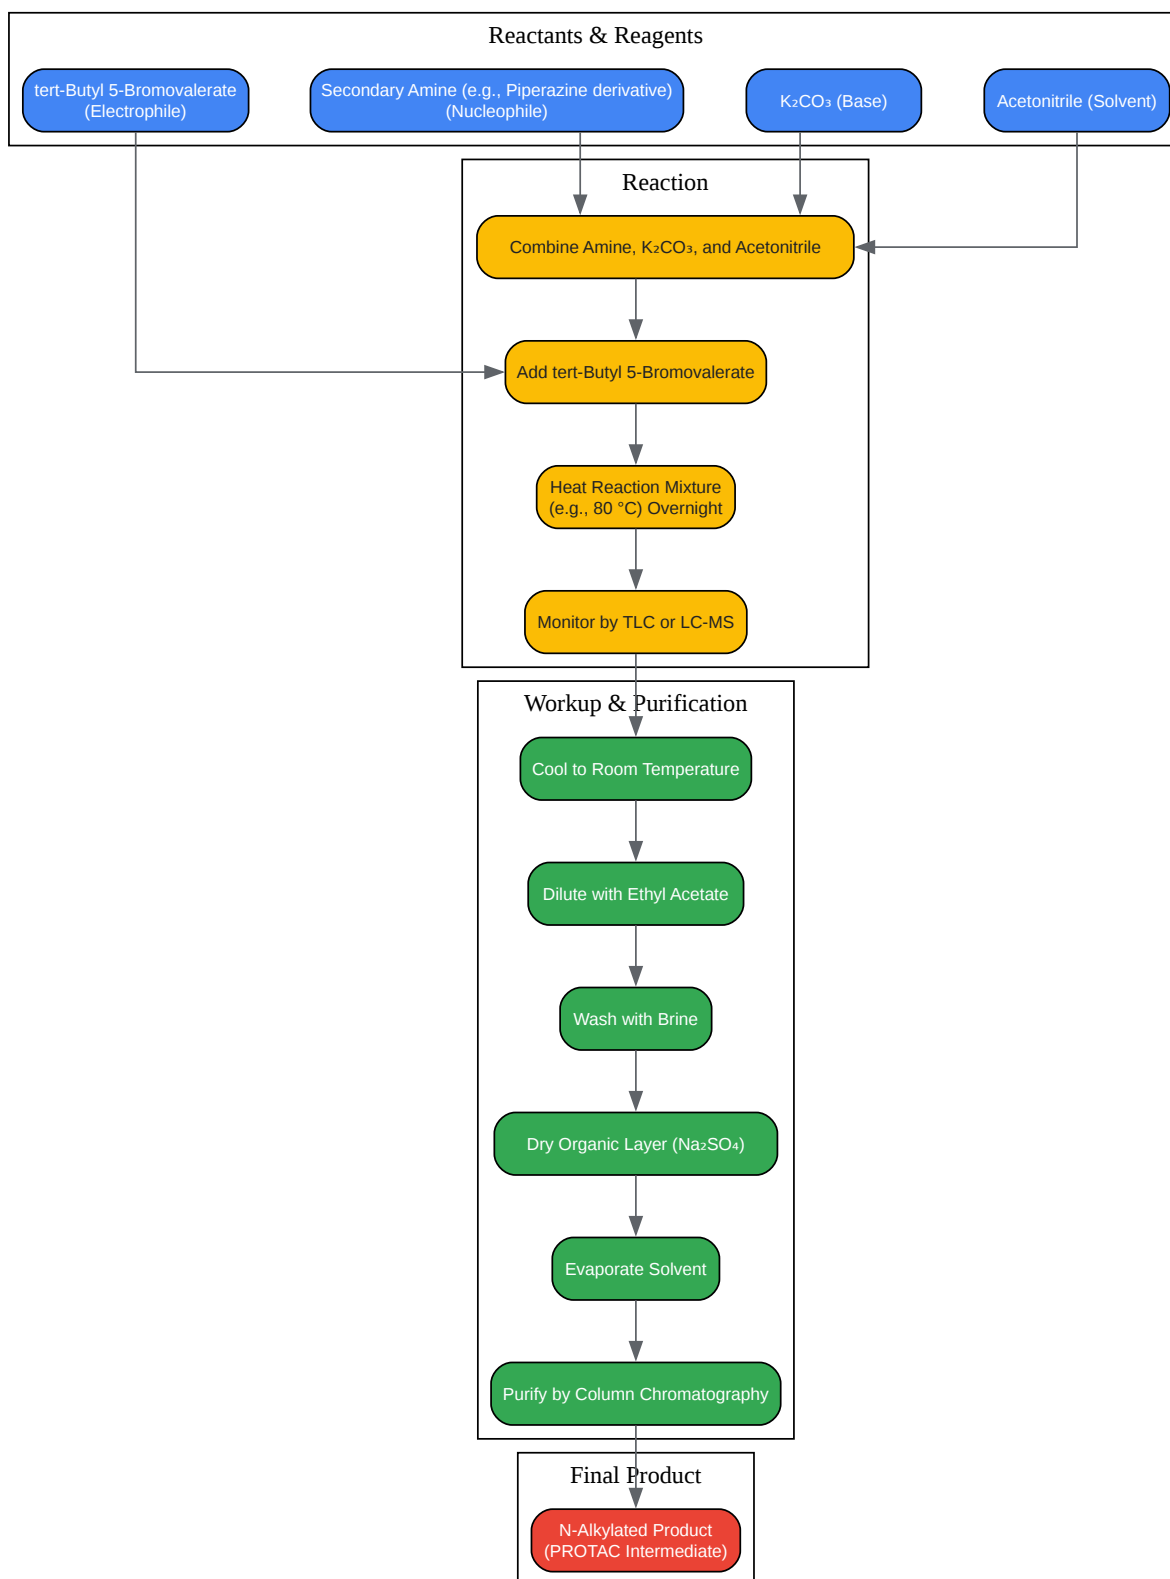 Reactants & Reagents
tert-Butyl 5-Bromovalerate
(Electrophile)
Secondary Amine (e.g., Piperazine derivative)
(Nucleophile)
K₂CO₃ (Base)
Acetonitrile (Solvent)
Reaction
Combine Amine, K₂CO₃, and Acetonitrile
Add tert-Butyl 5-Bromovalerate
Heat Reaction Mixture
(e.g., 80 °C) Overnight
Monitor by TLC or LC-MS
Workup & Purification
Cool to Room Temperature
Dilute with Ethyl Acetate
Wash with Brine
Dry Organic Layer (Na₂SO₄)
Evaporate Solvent
Purify by Column Chromatography
Final Product
N-Alkylated Product
(PROTAC Intermediate)